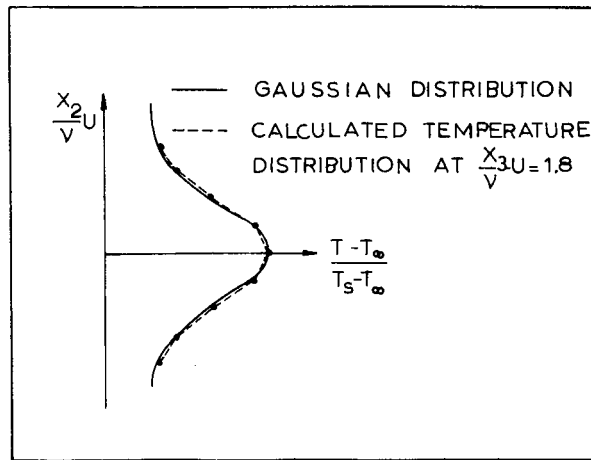 X₂/ν U
GAUSSIAN DISTRIBUTION
CALCULATED TEMPERATURE
DISTRIBUTION AT X₃/ν U = 1.8
T - T∞
Tₛ - T∞